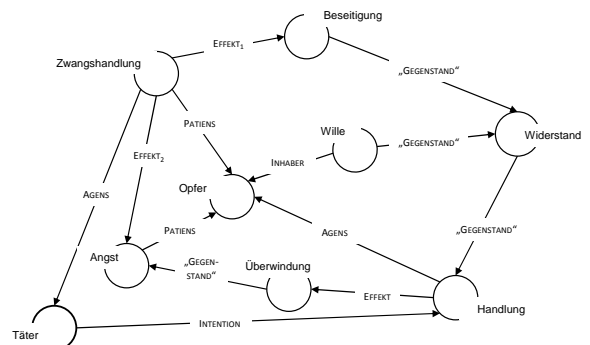 Beseitigung
EFFEKT₁
Zwangshandlung
„GEGENSTAND“
PATIENS
Wille
„GEGENSTAND“
Widerstand
EFFEKT₂
INHABER
Opfer
AGENS
„GEGENSTAND“
PATIENS
AGENS
Angst
„GEGEN-
STAND“
Überwindung
EFFEKT
Handlung
INTENTION
Täter